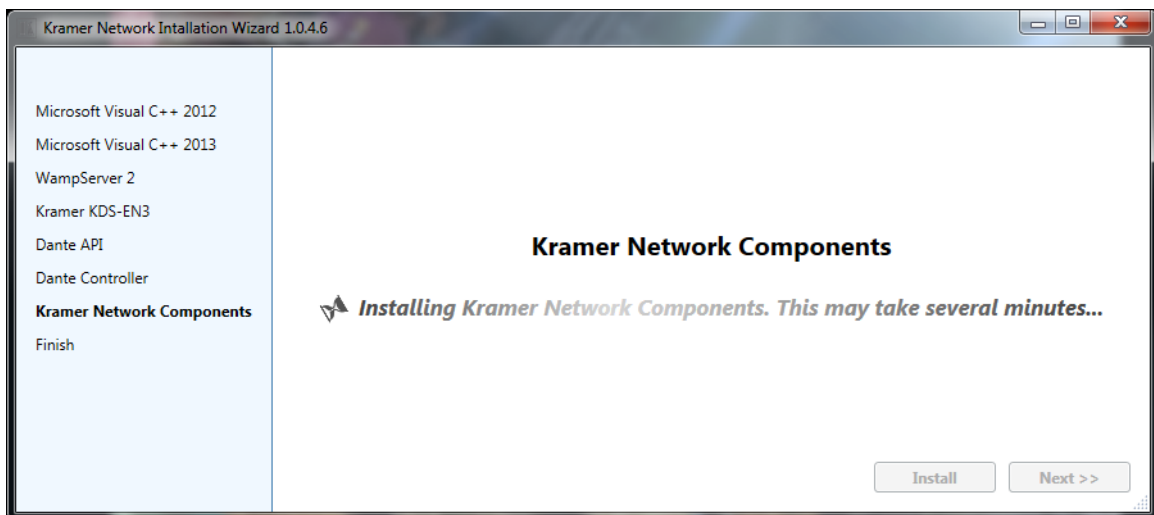 Kramer Network Intallation Wizard 1.0.4.6
Microsoft Visual C++ 2012
Microsoft Visual C++ 2013
WampServer 2
Kramer KDS-EN3
Dante API
Dante Controller
Kramer Network Components
Finish
Kramer Network Components
Installing Kramer Network Components. This may take several minutes...
Install
Next >>